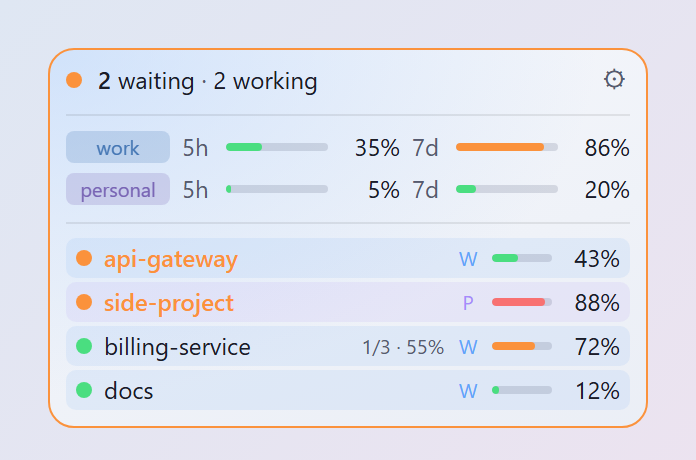 2 waiting · 2 working
work 5h 35% 7d 86%
personal 5h 5% 7d 20%
api-gateway W 43%
side-project P 88%
billing-service 1/3 · 55% W 72%
docs W 12%